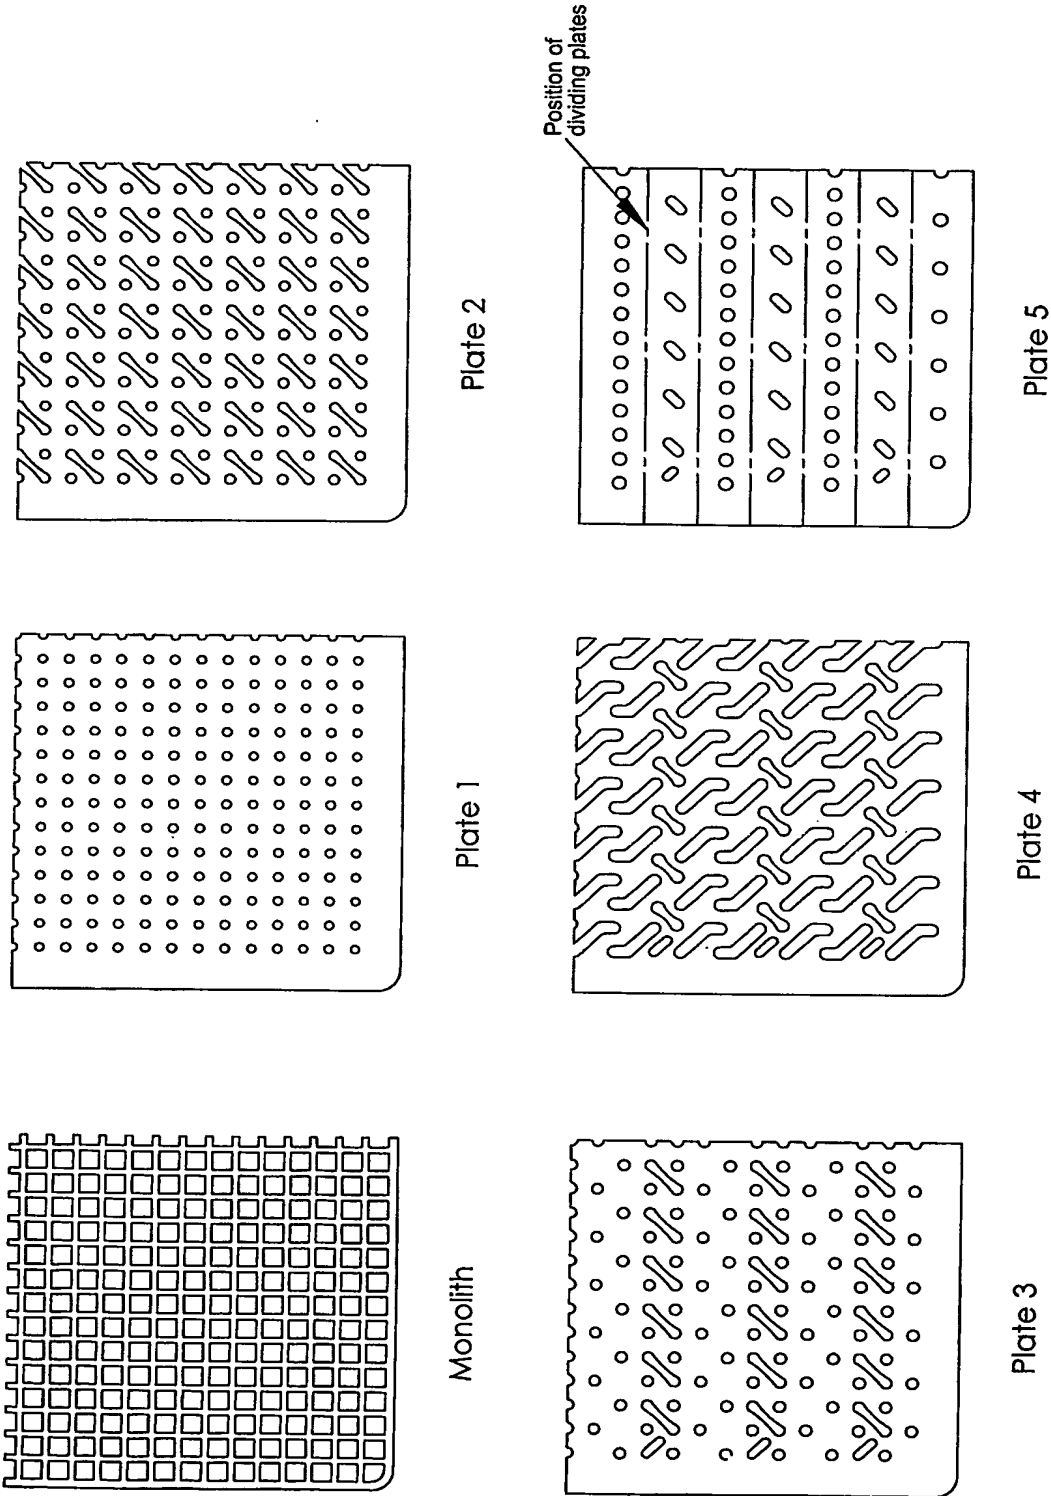 Plate 2
Position of
dividing plates
Plate 5
Plate 1
Plate 4
Monolith
Plate 3